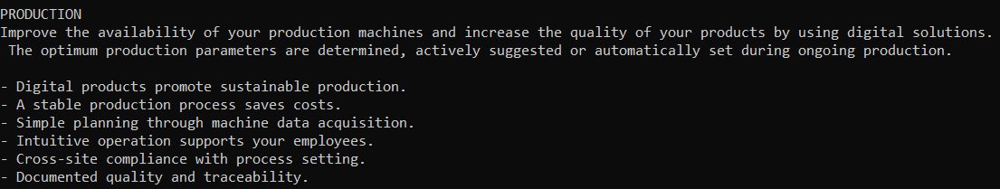 PRODUCTION
Improve the availability of your production machines and increase the quality of your products by using digital solutions.
The optimum production parameters are determined, actively suggested or automatically set during ongoing production.

- Digital products promote sustainable production.
- A stable production process saves costs.
- Simple planning through machine data acquisition.
- Intuitive operation supports your employees.
- Cross-site compliance with process setting.
- Documented quality and traceability.